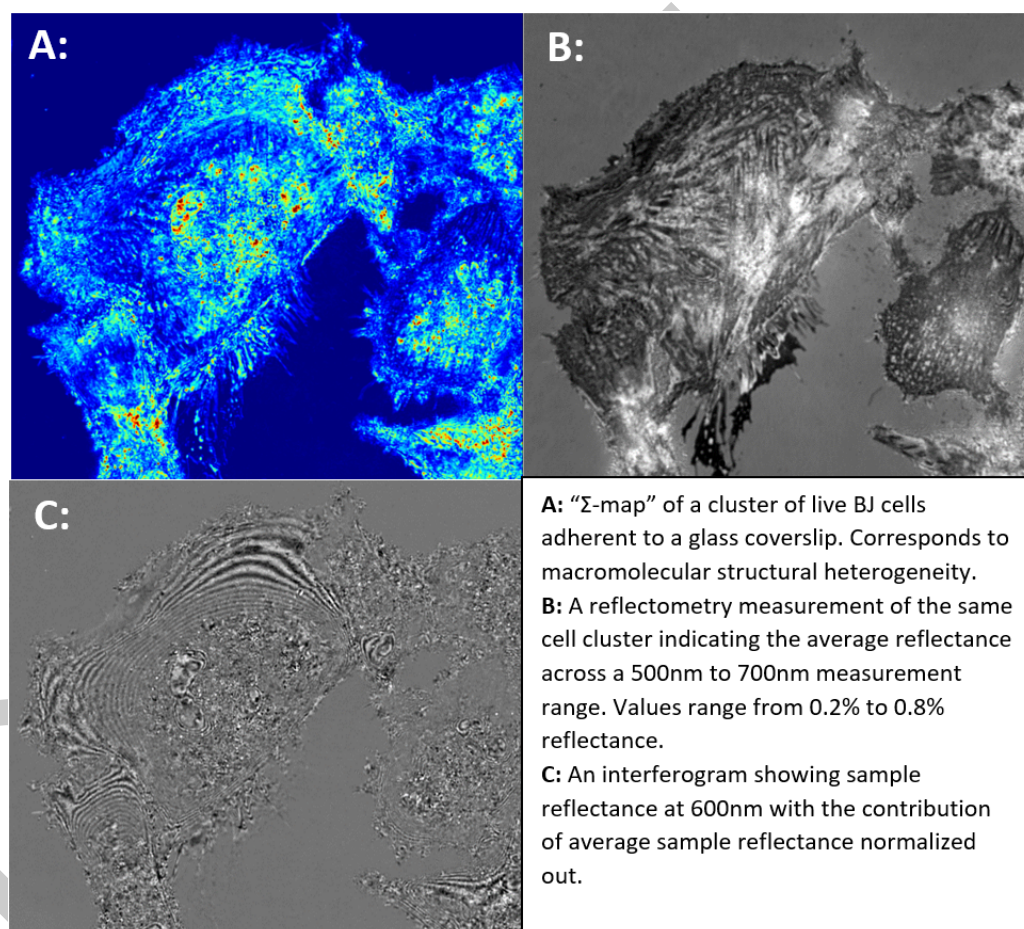 A:
B:
C:
A: “Σ-map” of a cluster of live BJ cells
adherent to a glass coverslip. Corresponds to
macromolecular structural heterogeneity.
B: A reflectometry measurement of the same
cell cluster indicating the average reflectance
across a 500nm to 700nm measurement
range. Values range from 0.2% to 0.8%
reflectance.
C: An interferogram showing sample
reflectance at 600nm with the contribution
of average sample reflectance normalized
out.